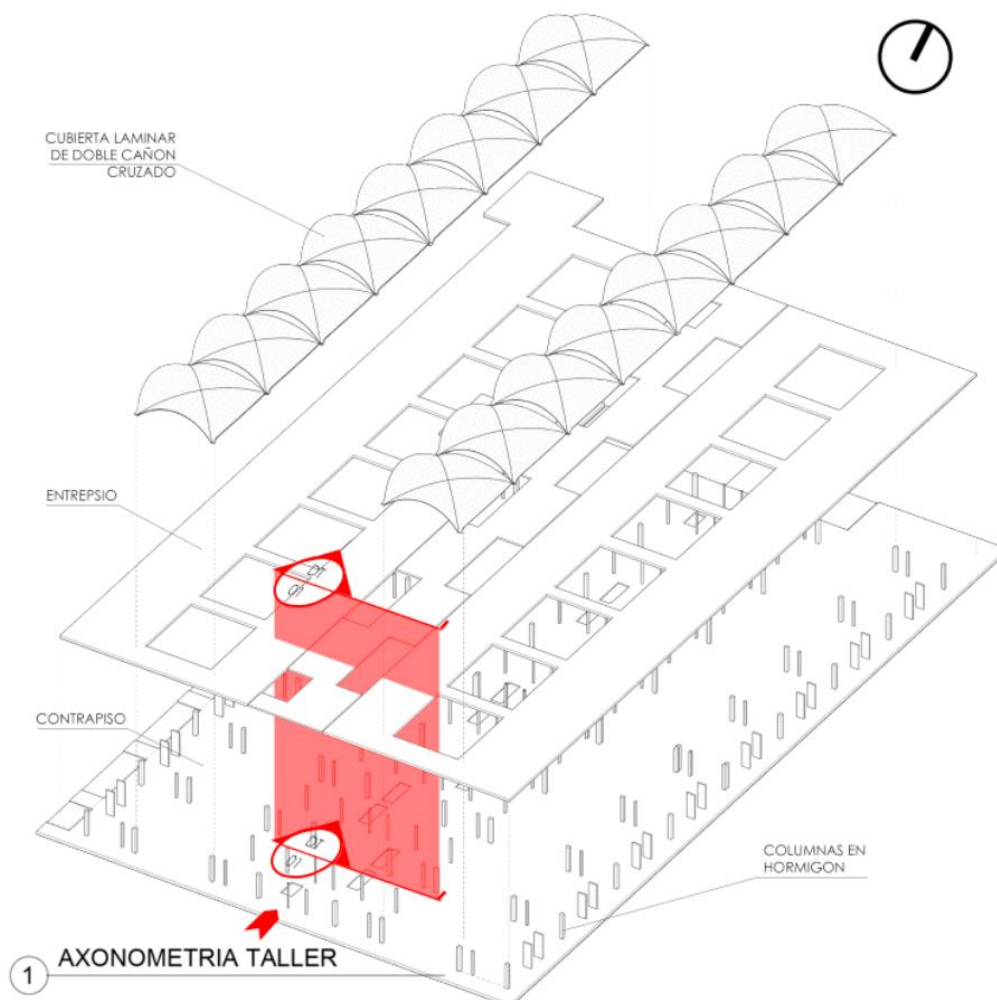 CUBIERTA LAMINAR
DE DOBLE CAÑON
CRUZADO
ENTREPSIO
CONTRAPISO
COLUMNAS EN
HORMIGON
1 AXONOMETRIA TALLER